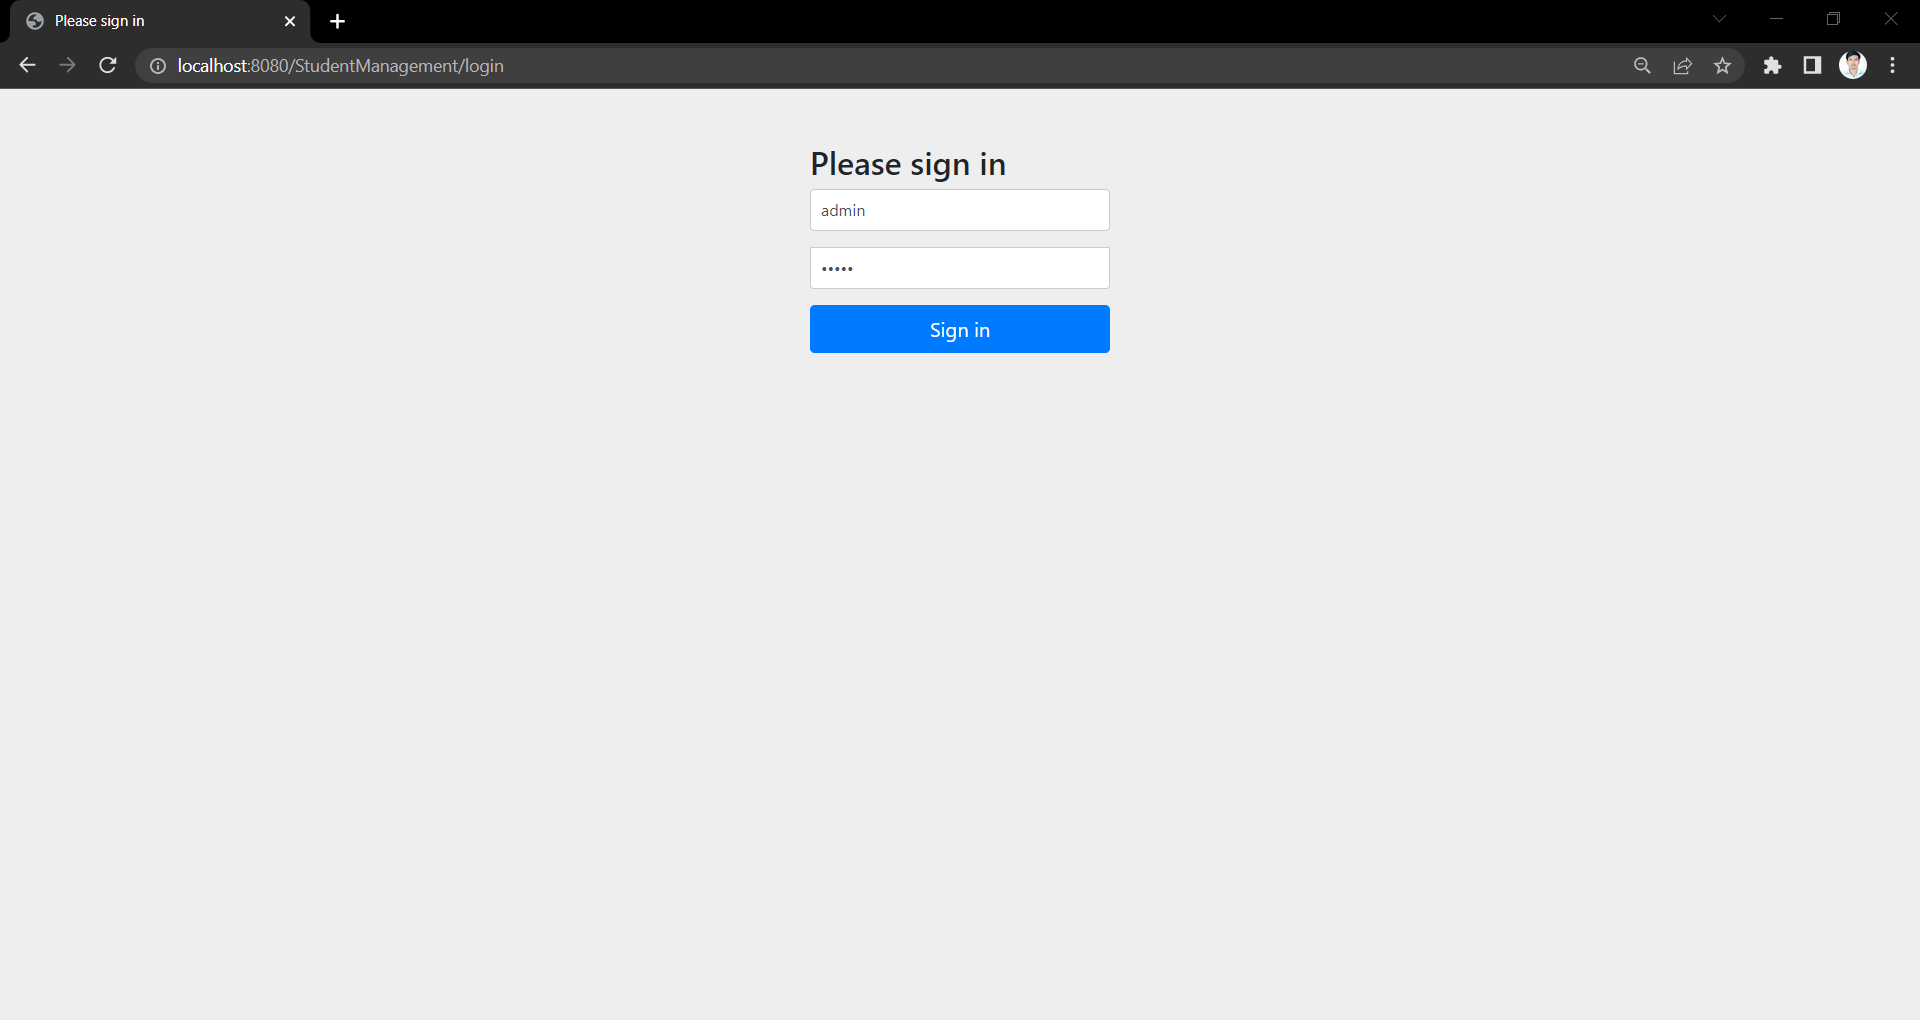 Please sign in
localhost:8080/StudentManagement/login
Please sign in
admin
•••••
Sign in